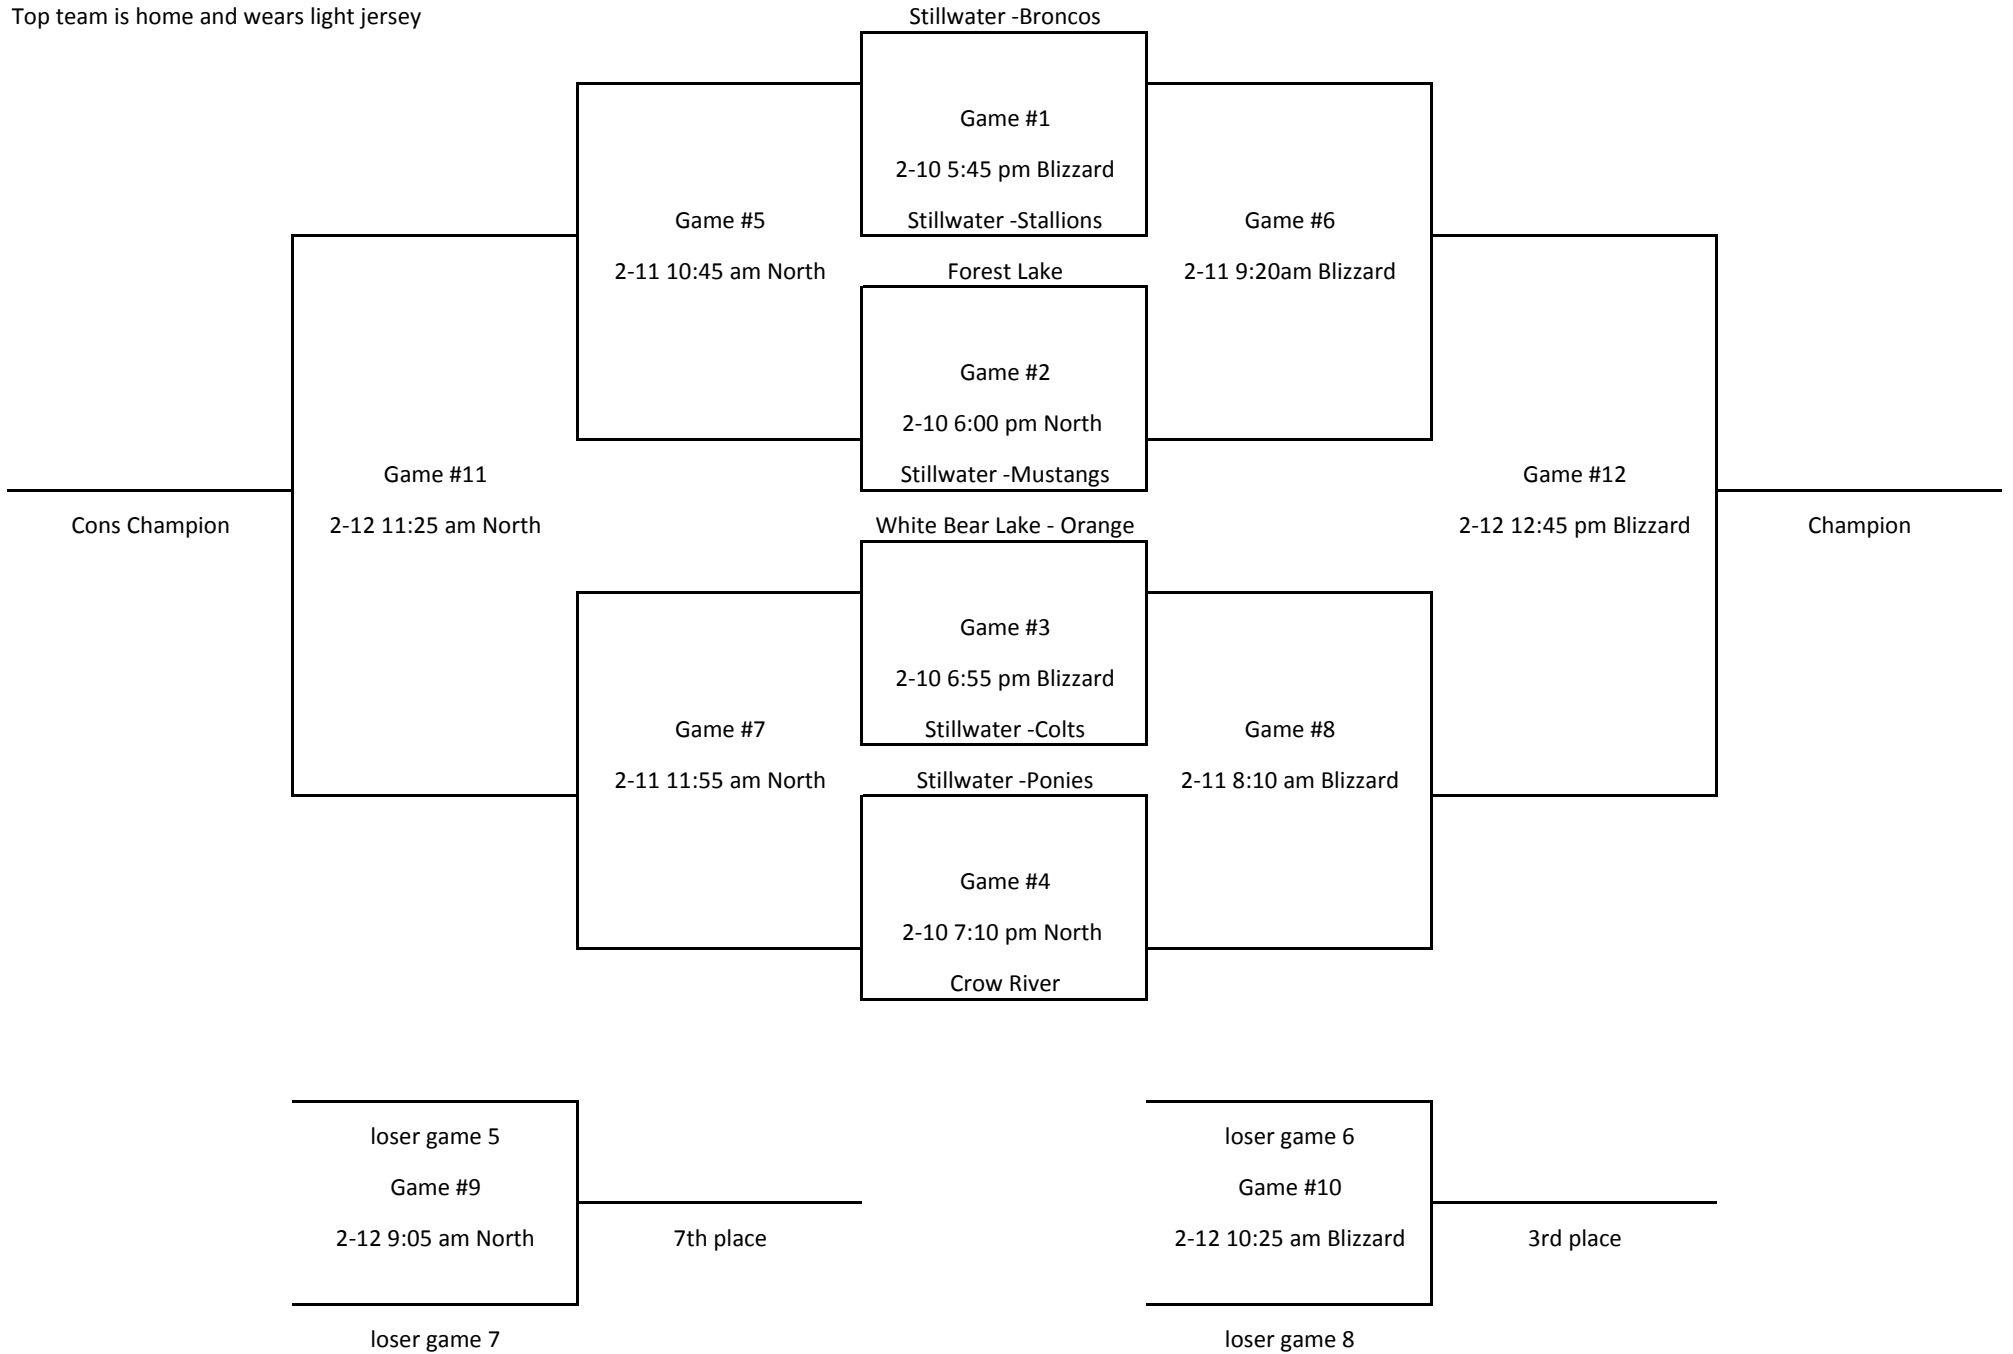 Top team is home and wears light jersey
Stillwater -Broncos
Game #1
2-10 5:45 pm Blizzard
Stillwater -Stallions
Game #5
2-11 10:45 am North
Game #6
2-11 9:20am Blizzard
Forest Lake
Game #2
2-10 6:00 pm North
Stillwater -Mustangs
Game #11
2-12 11:25 am North
Cons Champion
Game #12
2-12 12:45 pm Blizzard
Champion
White Bear Lake - Orange
Game #3
2-10 6:55 pm Blizzard
Stillwater -Colts
Game #7
2-11 11:55 am North
Game #8
2-11 8:10 am Blizzard
Stillwater -Ponies
Game #4
2-10 7:10 pm North
Crow River
loser game 5
Game #9
2-12 9:05 am North
7th place
loser game 7
loser game 6
Game #10
2-12 10:25 am Blizzard
3rd place
loser game 8